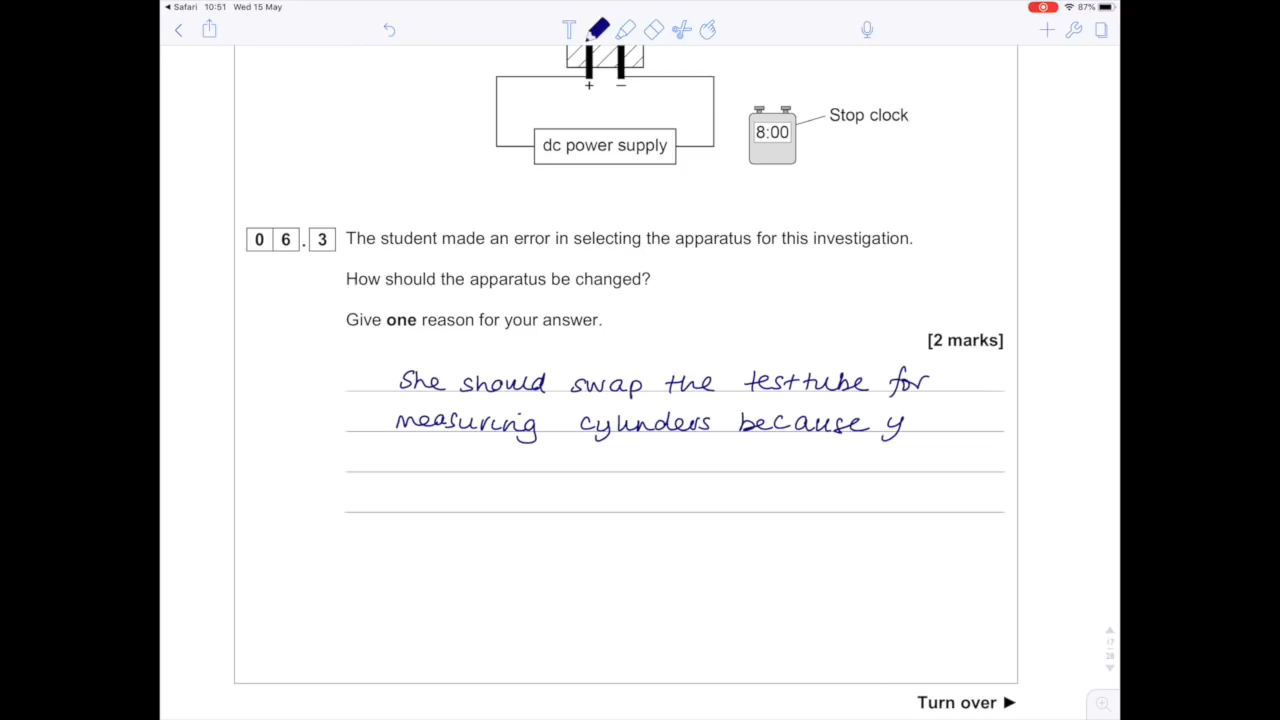 Safari 10:51 Wed 15 May 87%
T
+ −
dc power supply
8:00
Stop clock
0 6 . 3 The student made an error in selecting the apparatus for this investigation.
How should the apparatus be changed?
Give one reason for your answer.
[2 marks]
She should swap the testtube for
measuring cylinders because y
17
28
Turn over ►